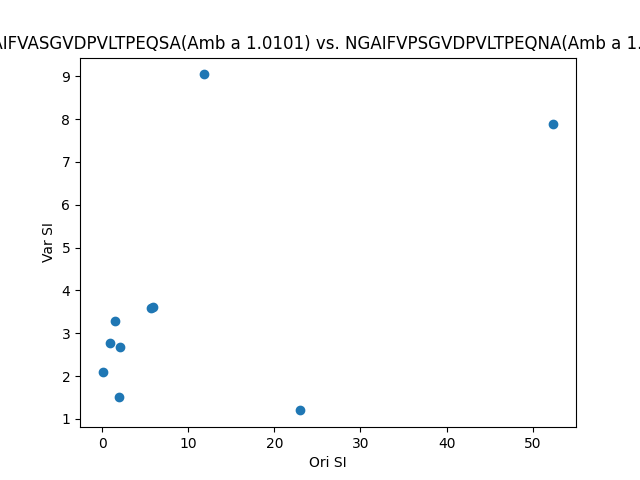 AIFVASGVDPVLTPEQSA(Amb a 1.0101) vs. NGAIFVPSGVDPVLTPEQNA(Amb a 1.
9
8
7
6
5
4
3
2
1
Var SI
0 10 20 30 40 50
Ori SI